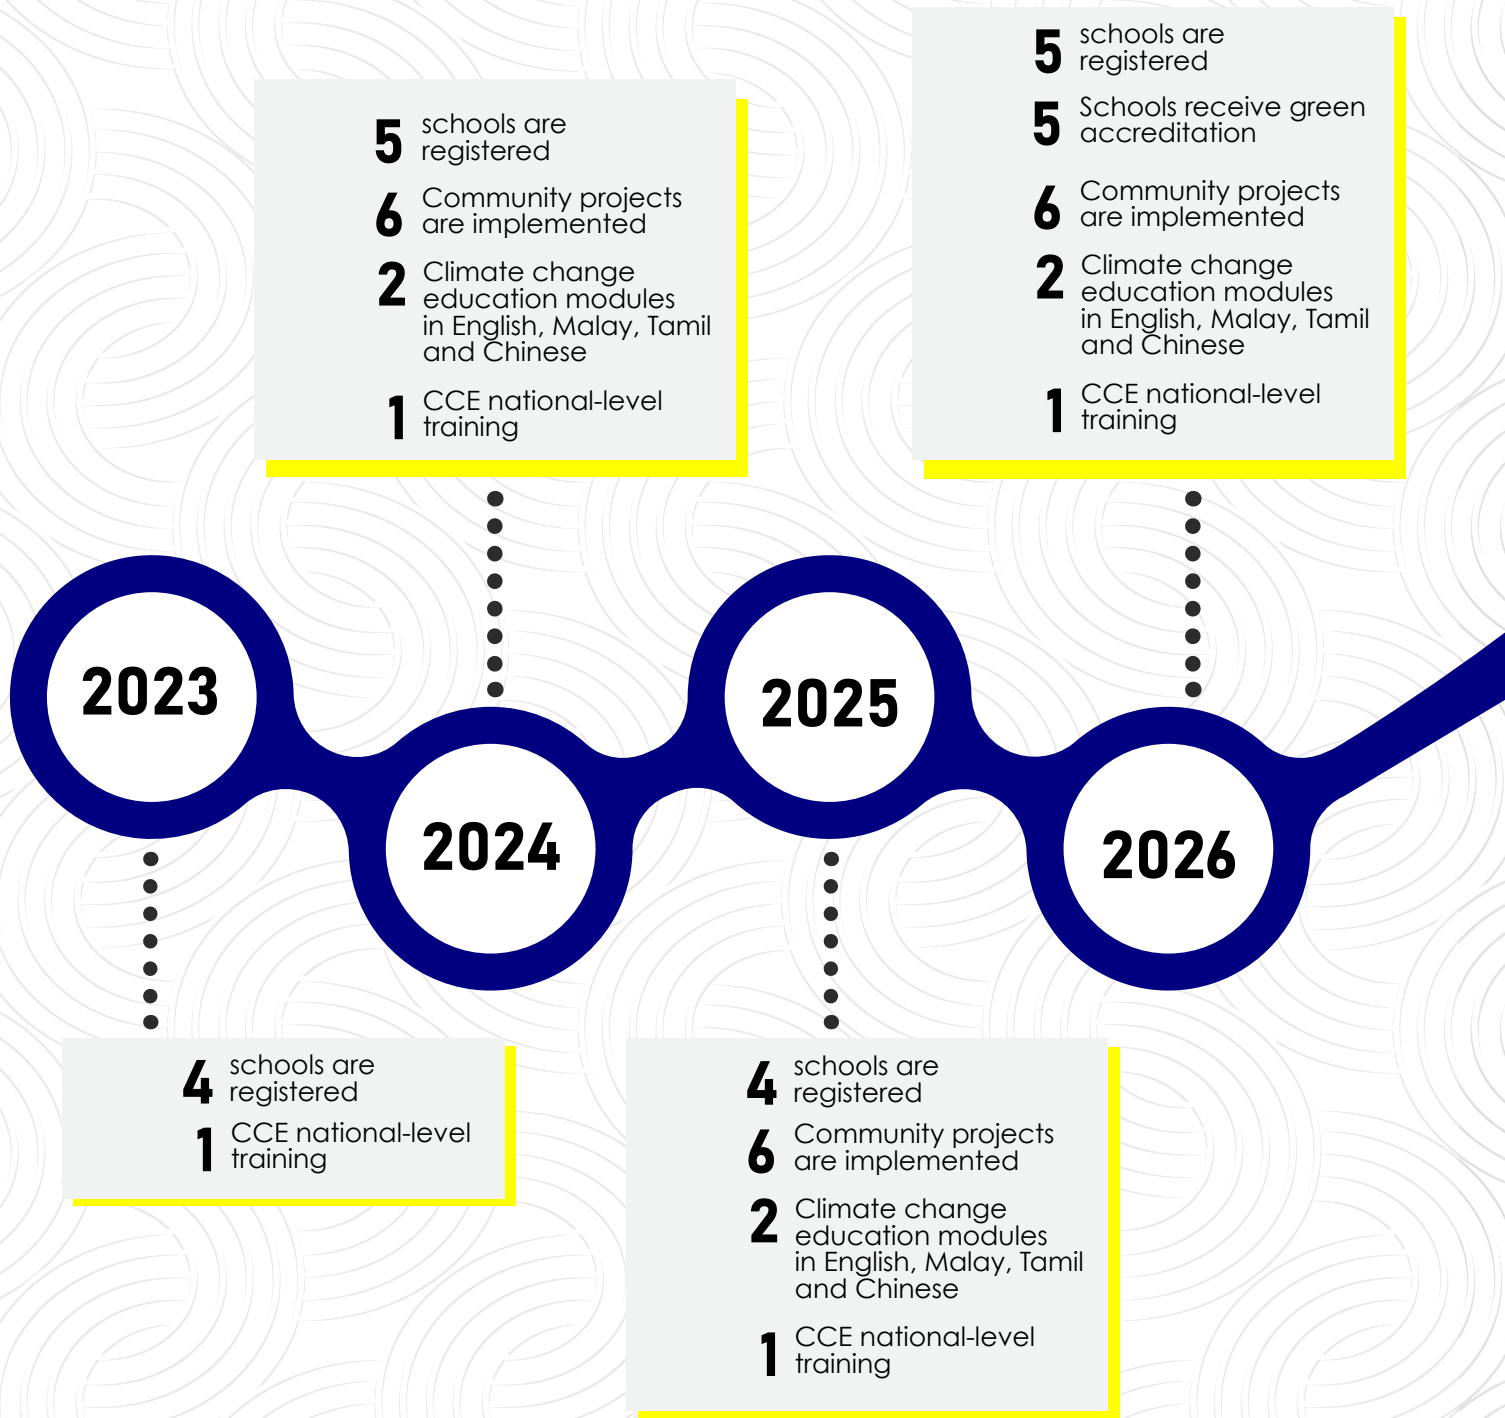 2023
4 schools are
registered
1 CCE national-level
training
2024
5 schools are
registered
6 Community projects
are implemented
2 Climate change
education modules
in English, Malay, Tamil
and Chinese
1 CCE national-level
training
2025
4 schools are
registered
6 Community projects
are implemented
2 Climate change
education modules
in English, Malay, Tamil
and Chinese
1 CCE national-level
training
2026
5 schools are
registered
5 Schools receive green
accreditation
6 Community projects
are implemented
2 Climate change
education modules
in English, Malay, Tamil
and Chinese
1 CCE national-level
training